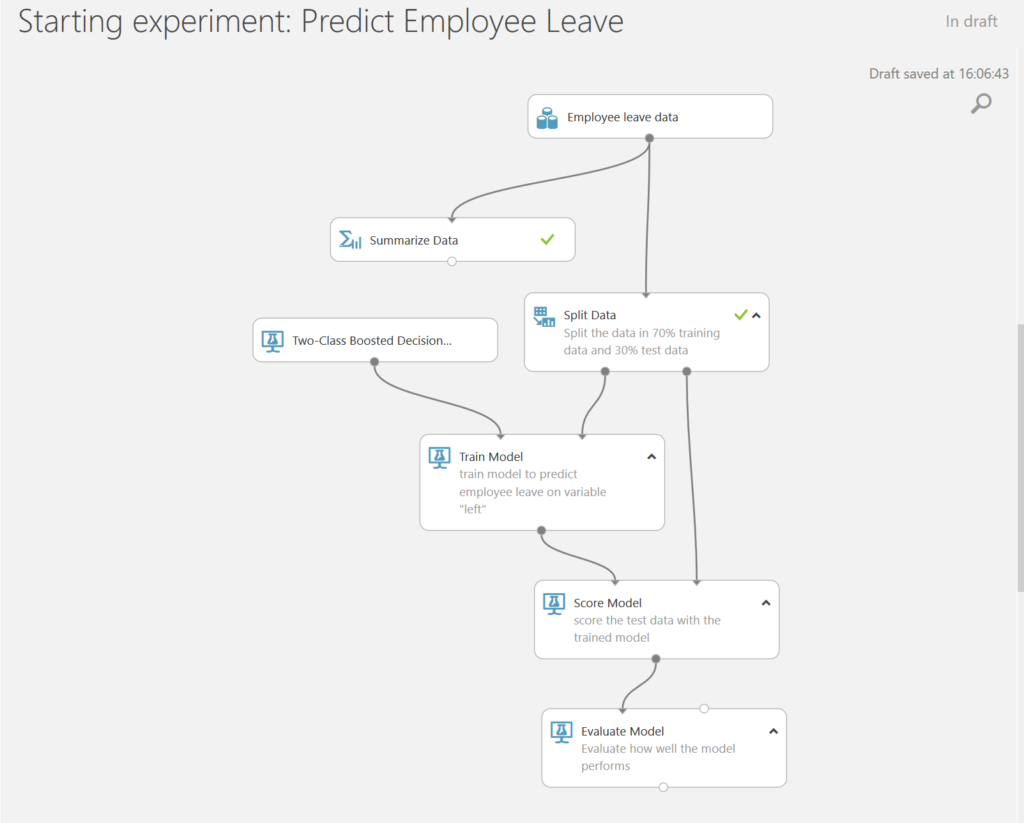 Starting experiment: Predict Employee Leave
In draft
Draft saved at 16:06:43
Employee leave data
Summarize Data
Split Data
Split the data in 70% training
data and 30% test data
Two-Class Boosted Decision...
Train Model
train model to predict
employee leave on variable
"left"
Score Model
score the test data with the
trained model
Evaluate Model
Evaluate how well the model
performs